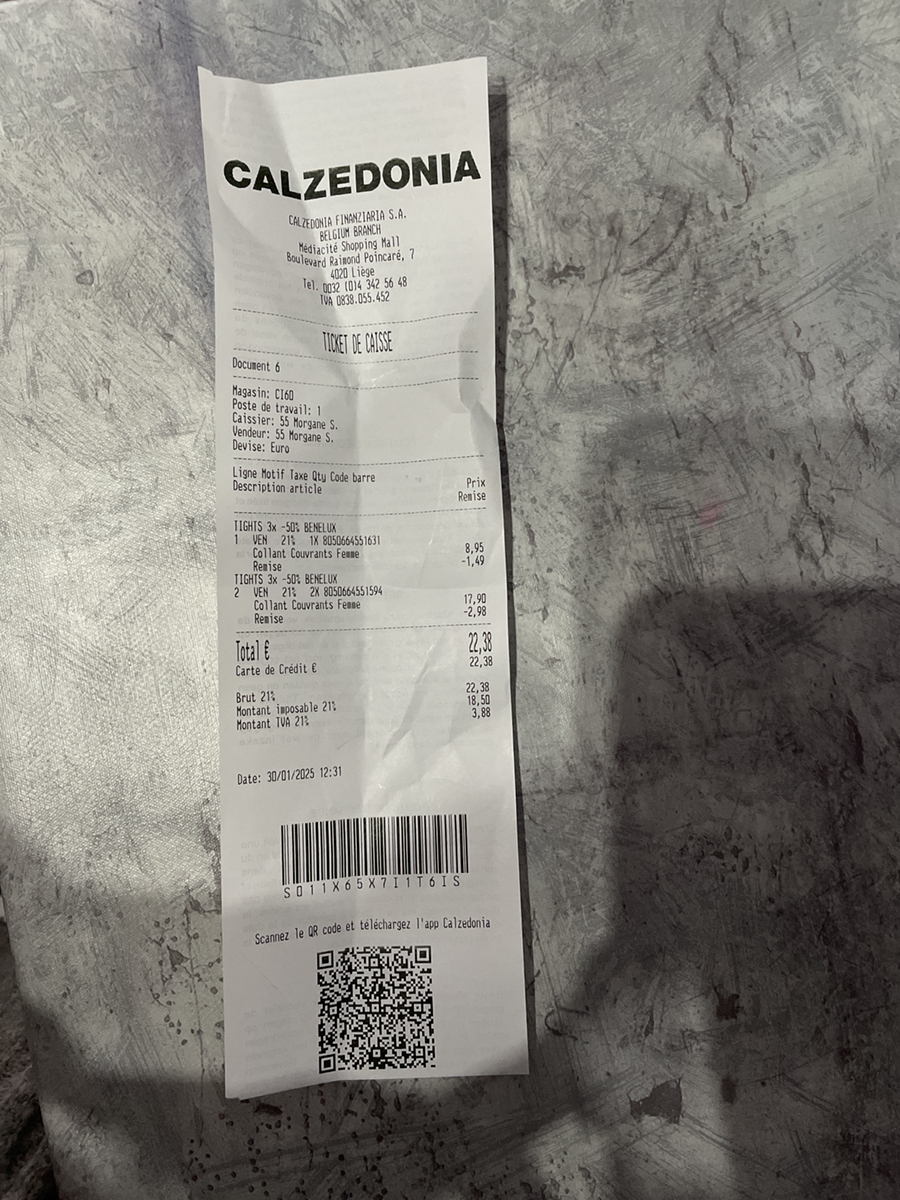 CALZEDONIA
CALZEDONIA FINANZIARIA S.A.
BELGIUM BRANCH
Médiacité Shopping Mall
Boulevard Raimond Poincaré, 7
4020 Liège
Tel. 0032 (0)4 342 56 48
TVA 0838.055.452
TICKET DE CAISSE
Document 6
Magasin: CI60
Poste de travail: 1
Caissier: 55 Morgane S.
Vendeur: 55 Morgane S.
Devise: Euro
Ligne Motif Taxe Qty Code barre Prix
Description article Remise
TIGHTS 3x -50% BENELUX
1 VEN 21% 1X 8050664551631 8,95
Collant Couvrants Femme
Remise -1,49
TIGHTS 3x -50% BENELUX
2 VEN 21% 2X 8050664551594 17,90
Collant Couvrants Femme
Remise -2,98
Total € 22,38
Carte de Crédit € 22,38
Brut 21% 22,38
Montant imposable 21% 18,50
Montant TVA 21% 3,88
Date: 30/01/2025 12:31
S011X65X7I1T6IS
Scannez le QR code et téléchargez l'app Calzedonia